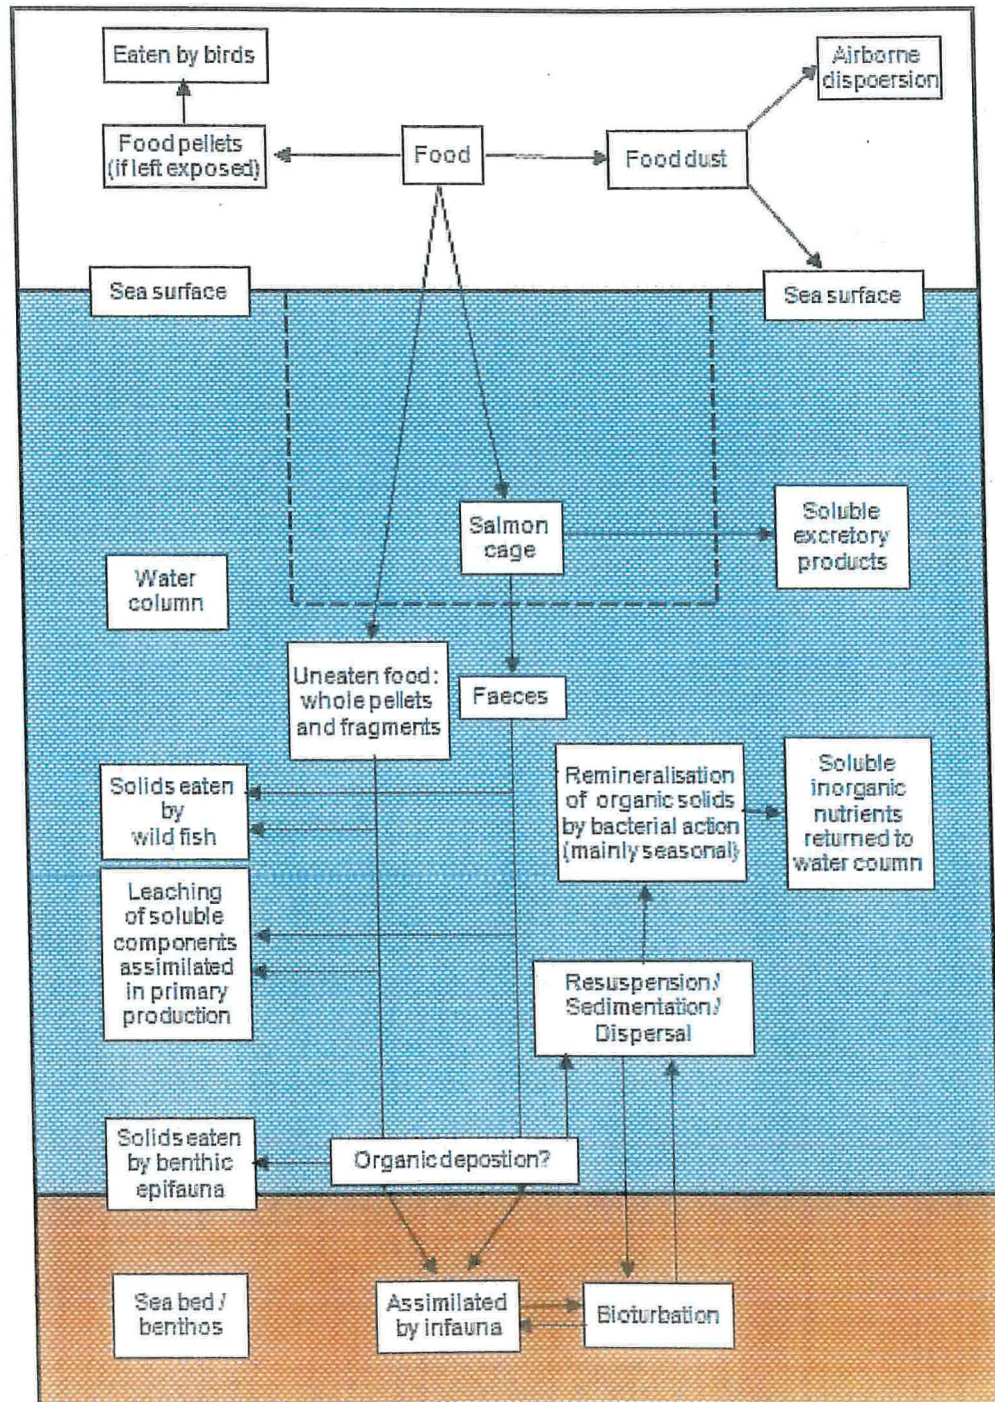 Eaten by birds
Airborne
dispoersion
Food pellets
(if left exposed)
Food
Food dust
Sea surface
Sea surface
Salmon
cage
Soluble
excretory
products
Water
column
Uneaten food:
whole pellets
and fragments
Faeces
Solids eaten
by
wild fish
Remineralisation
of organic solids
by bacterial action
(mainly seasonal)
Soluble
inorganic
nutrients
returned to
water coumn
Leaching
of soluble
components
assimilated
in primary
production
Resuspension/
Sedimentation/
Dispersal
Solids eaten
by benthic
epifauna
Organic depostion?
Sea bed /
benthos
Assimilated
by infauna
Bioturbation